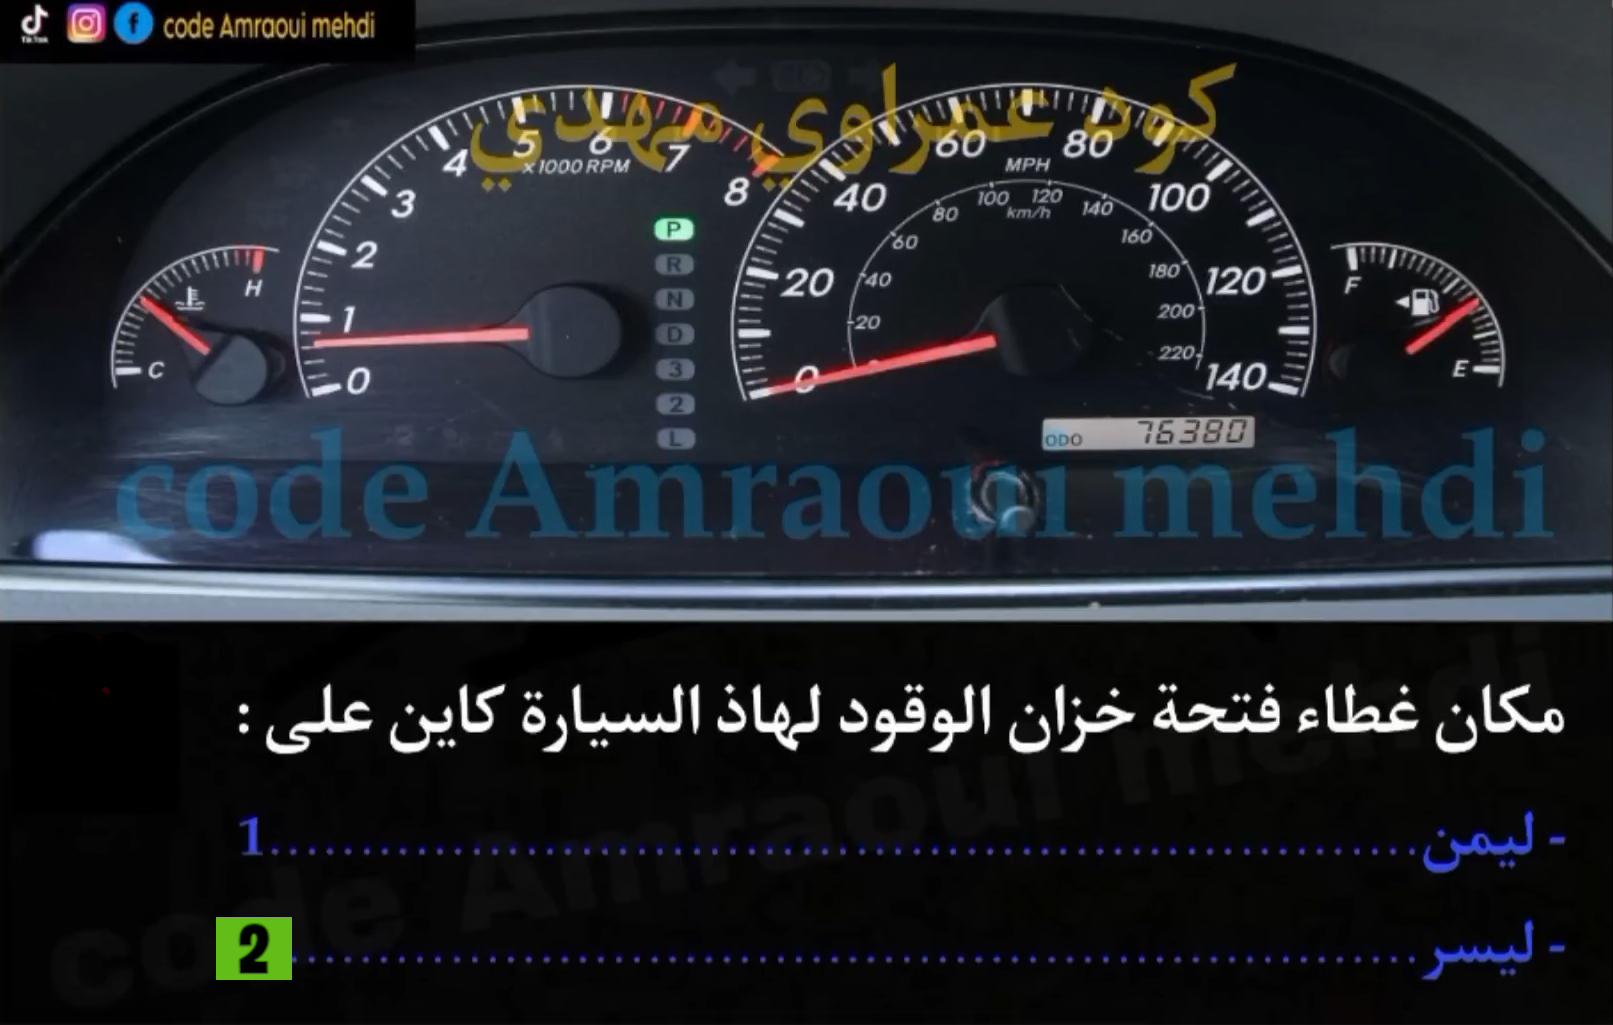 code Amraoui mehdi
كود عمراوي مهدي
0 1 2 3 4 5 6 7 8
x1000 RPM
C H
P
R
N
D
3
2
L
0 20 40 60 80 100 120 140
MPH
20 40 60 80 100 120 140 160 180 200 220
km/h
F
E
ODO 76380
code Amraoui mehdi
مكان غطاء فتحة خزان الوقود لهاذ السيارة كاين على :
- ليمن 1
- ليسر 2
code Amraoui mehdi